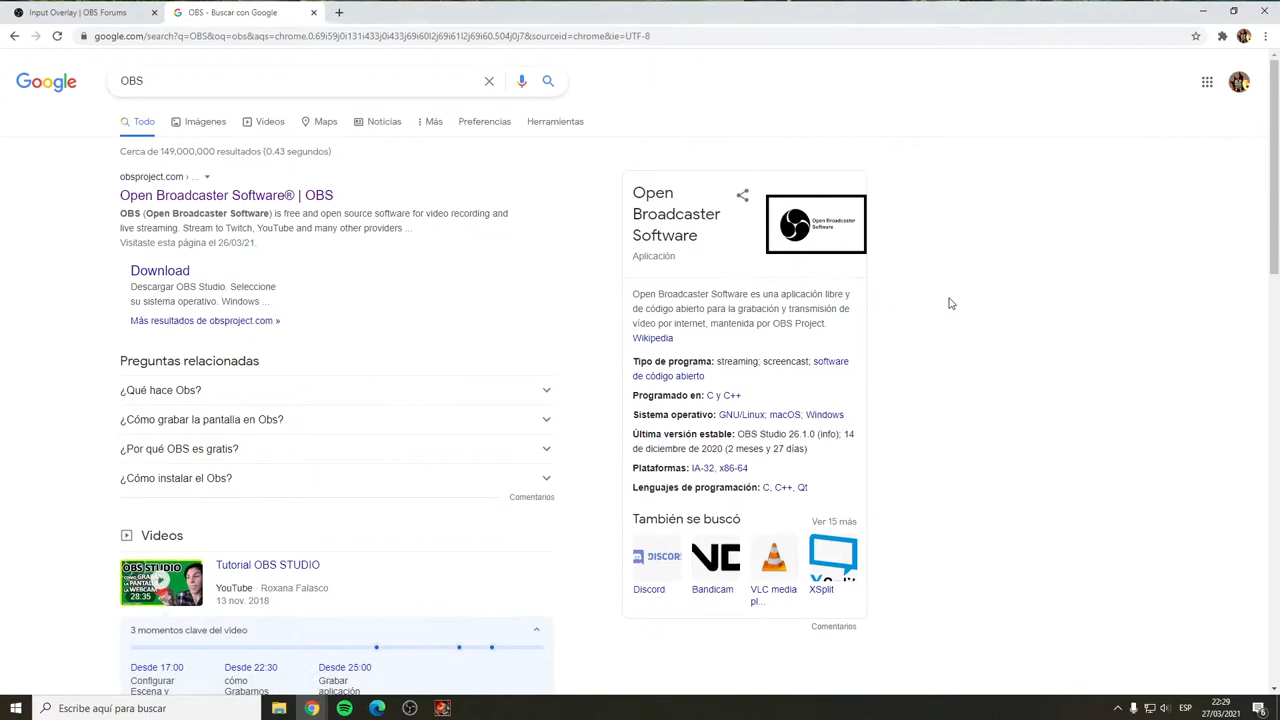 Input Overlay | OBS Forums
OBS - Buscar con Google
google.com/search?q=OBS&oq=obs&aqs=chrome.0.69i59j0i131i433j0i433j69i60l2j69i61l2j69i60.504j0j7&sourceid=chrome&ie=UTF-8
Google
OBS
Todo
Imágenes
Videos
Maps
Noticias
Más
Preferencias
Herramientas
Cerca de 149,000,000 resultados (0.43 segundos)
obsproject.com › ...
Open Broadcaster Software® | OBS
OBS (Open Broadcaster Software) is free and open source software for video recording and
live streaming. Stream to Twitch, YouTube and many other providers ...
Visitaste esta página el 26/03/21.
Download
Descargar OBS Studio. Seleccione
su sistema operativo. Windows ...
Más resultados de obsproject.com »
Preguntas relacionadas
¿Qué hace Obs?
¿Cómo grabar la pantalla en Obs?
¿Por qué OBS es gratis?
¿Cómo instalar el Obs?
Comentarios
Videos
OBS STUDIO
28:35
Tutorial OBS STUDIO
YouTube · Roxana Falasco
13 nov. 2018
3 momentos clave del video
Desde 17:00
Configurar
Escena y
Desde 22:30
cómo
Grabamos
Desde 25:00
Grabar
aplicación
Open
Broadcaster
Software
Aplicación
Open Broadcaster
Software
Open Broadcaster Software es una aplicación libre y
de código abierto para la grabación y transmisión de
vídeo por internet, mantenida por OBS Project.
Wikipedia
Tipo de programa: streaming; screencast; software
de código abierto
Programado en: C y C++
Sistema operativo: GNU/Linux; macOS; Windows
Última versión estable: OBS Studio 26.1.0 (info); 14
de diciembre de 2020 (2 meses y 27 días)
Plataformas: IA-32, x86-64
Lenguajes de programación: C, C++, Qt
También se buscó
Ver 15 más
DISCOR
XSplit
Discord
Bandicam
VLC media
pl...
XSplit
Comentarios
Escribe aquí para buscar
ESP
22:29
27/03/2021